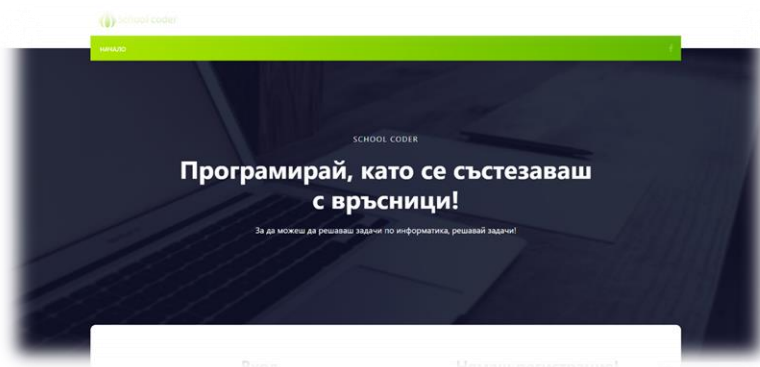 school coder
НАЧАЛО
SCHOOL CODER
Програмирай, като се състезаваш
с връсници!
За да можеш да решаваш задачи по информатика, решавай задачи!